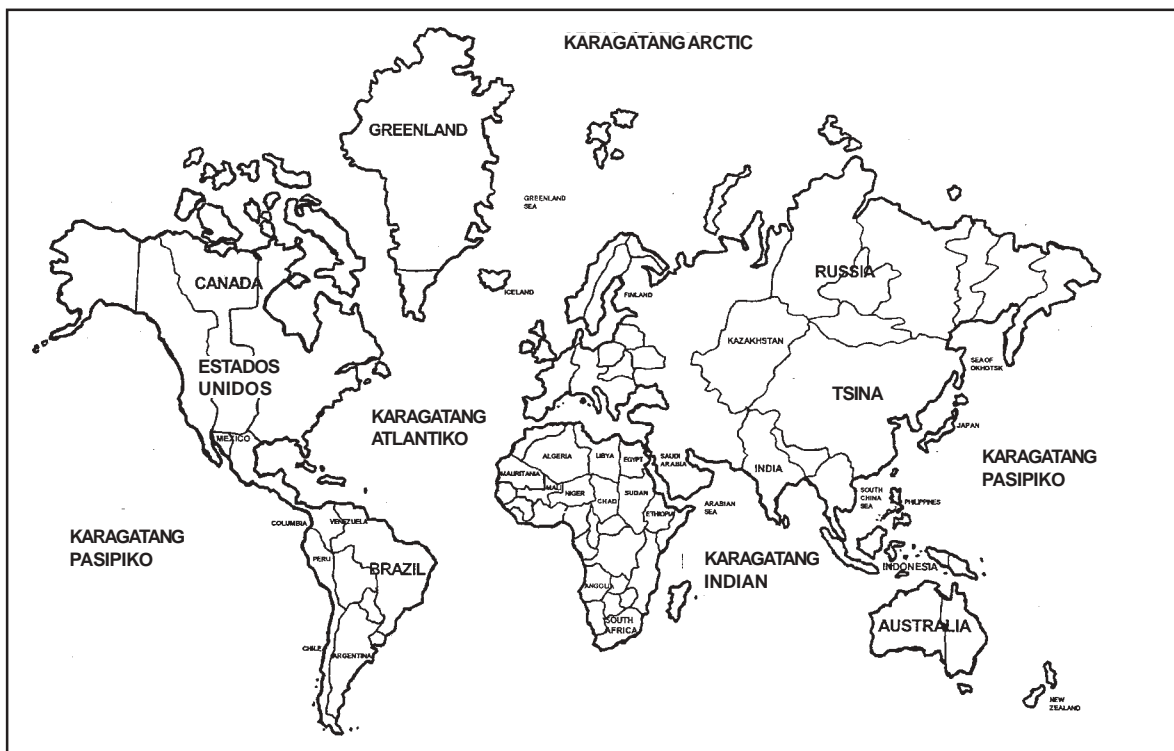 KARAGATANG ARCTIC
GREENLAND
GREENLAND
SEA
CANADA
ICELAND
FINLAND
RUSSIA
KAZAKHSTAN
SEA OF
OKHOTSK
ESTADOS
UNIDOS
TSINA
KARAGATANG
ATLANTIKO
JAPAN
MEXICO
ALGERIA
LIBYA
EGYPT
SAUDI
ARABIA
INDIA
KARAGATANG
PASIPIKO
MAURITANIA
MALI
NIGER
CHAD
SUDAN
ARABIAN
SEA
SOUTH
CHINA
SEA
PHILIPPINES
COLUMBIA
VENEZUELA
ETHIOPIA
KARAGATANG
PASIPIKO
PERU
BRAZIL
KARAGATANG
INDIAN
INDONESIA
ANGOLIA
SOUTH
AFRICA
AUSTRALIA
CHILE
ARGENTINA
NEW
ZEALAND